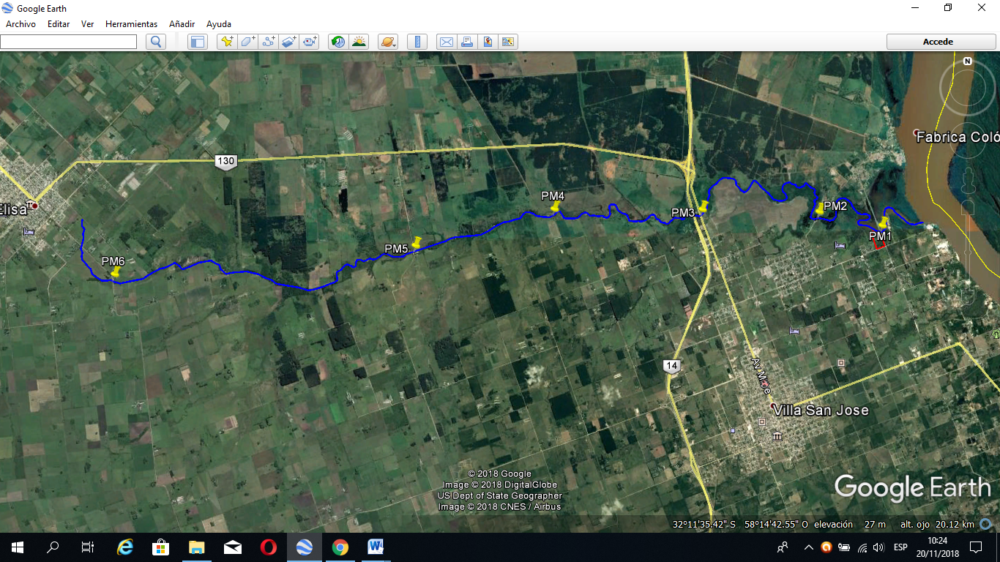 Google Earth
Archivo Editar Ver Herramientas Añadir Ayuda
Accede
N
Fabrica Coló
130
Elisa
PM4
PM2
PM3
PM1
PM5
PM6
14
Av M. de
Villa San Jose
© 2018 Google
Image © 2018 DigitalGlobe
US Dept of State Geographer
Image © 2018 CNES / Airbus
Google Earth
32°11'35.42" S 58°14'42.55" O elevación 27 m alt. ojo 20.12 km
ESP
10:24
20/11/2018